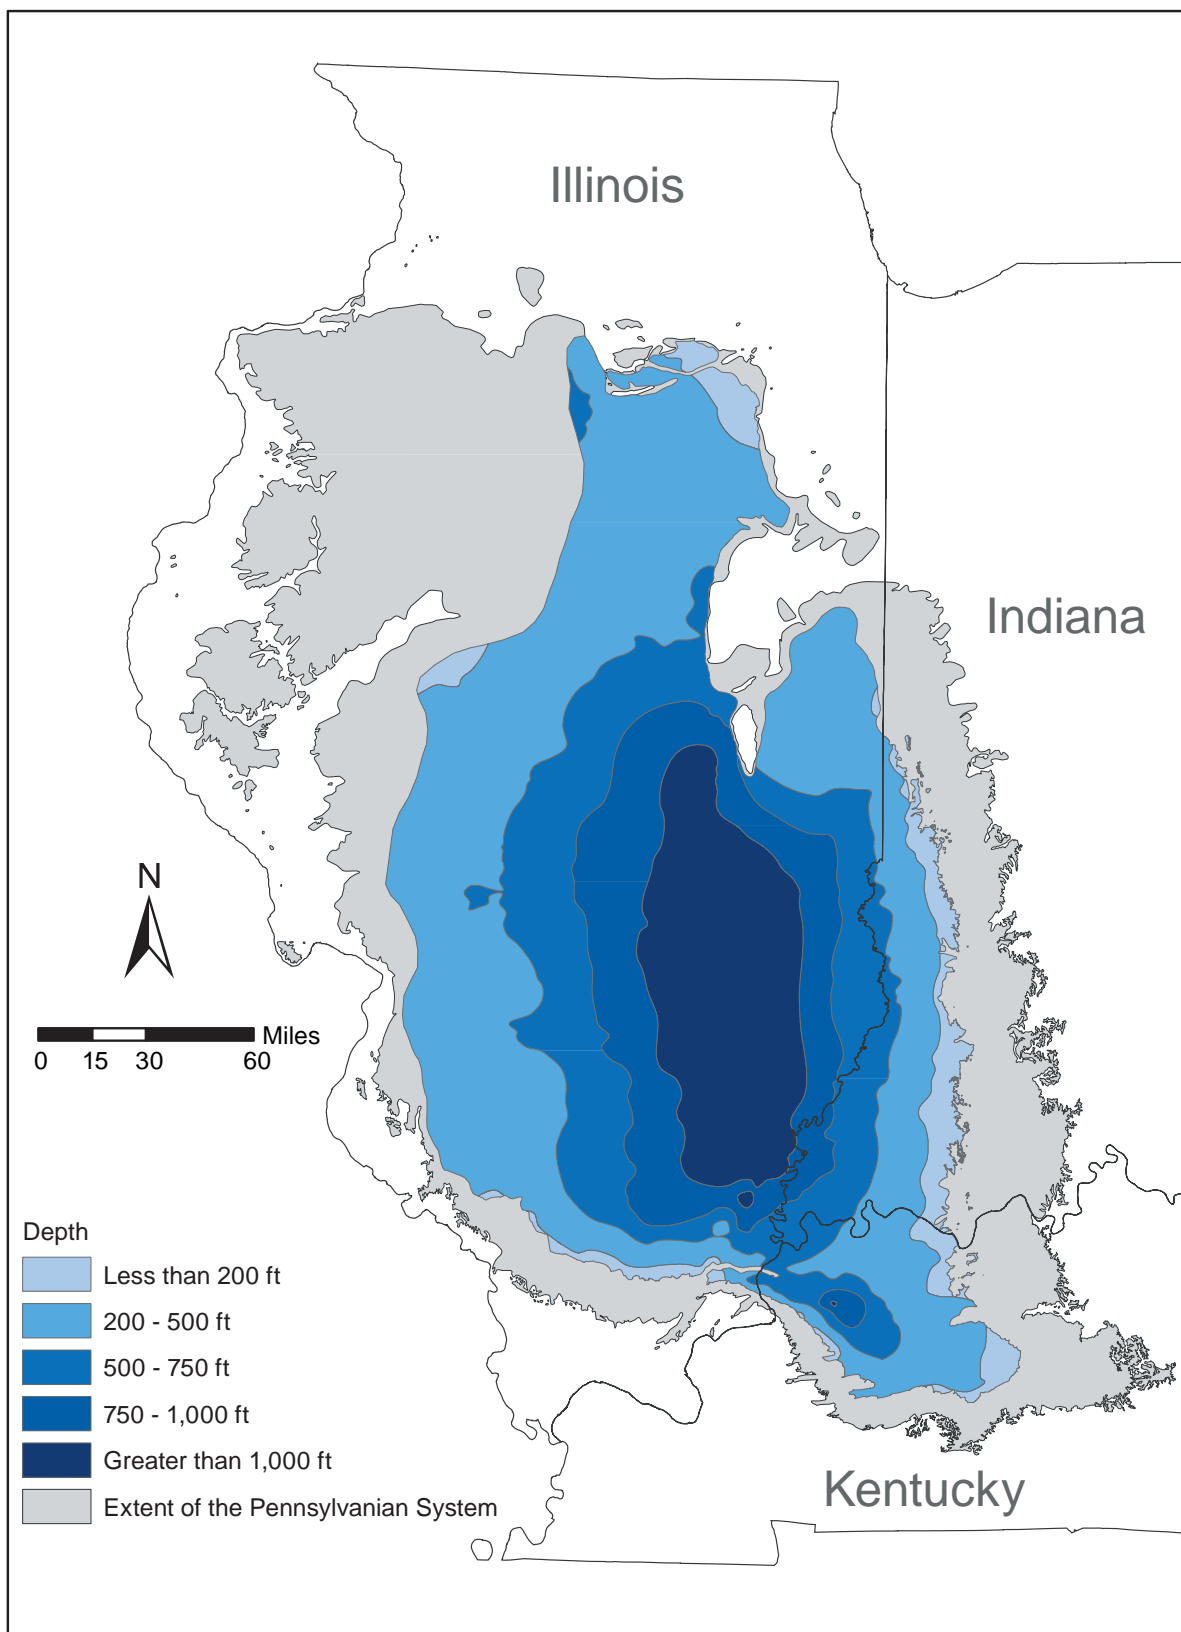 Illinois
Indiana
N
Miles
0 15 30 60
Depth
Less than 200 ft
200 - 500 ft
500 - 750 ft
750 - 1,000 ft
Greater than 1,000 ft
Extent of the Pennsylvanian System
Kentucky